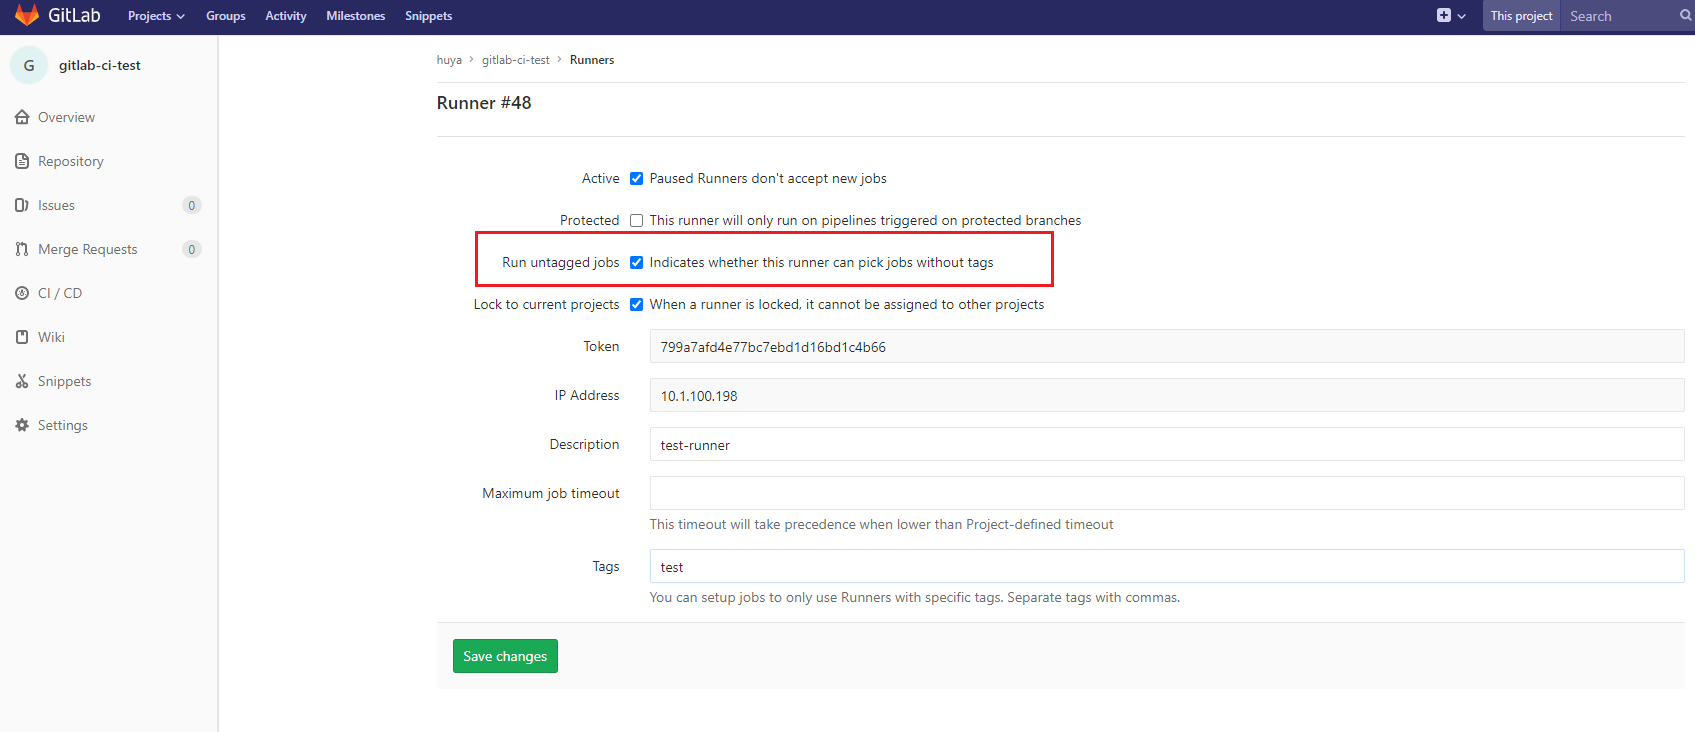 GitLab Projects Groups Activity Milestones Snippets This project Search
G gitlab-ci-test
Overview
Repository
Issues 0
Merge Requests 0
CI / CD
Wiki
Snippets
Settings
huya > gitlab-ci-test > Runners
Runner #48
Active Paused Runners don't accept new jobs
Protected This runner will only run on pipelines triggered on protected branches
Run untagged jobs Indicates whether this runner can pick jobs without tags
Lock to current projects When a runner is locked, it cannot be assigned to other projects
Token 799a7afd4e77bc7ebd1d16bd1c4b66
IP Address 10.1.100.198
Description test-runner
Maximum job timeout
This timeout will take precedence when lower than Project-defined timeout
Tags test
You can setup jobs to only use Runners with specific tags. Separate tags with commas.
Save changes